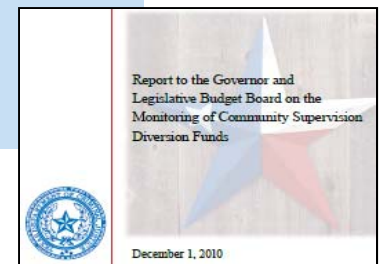 Report to the Governor and
Legislative Budget Board on the
Monitoring of Community Supervision
Diversion Funds
December 1, 2010